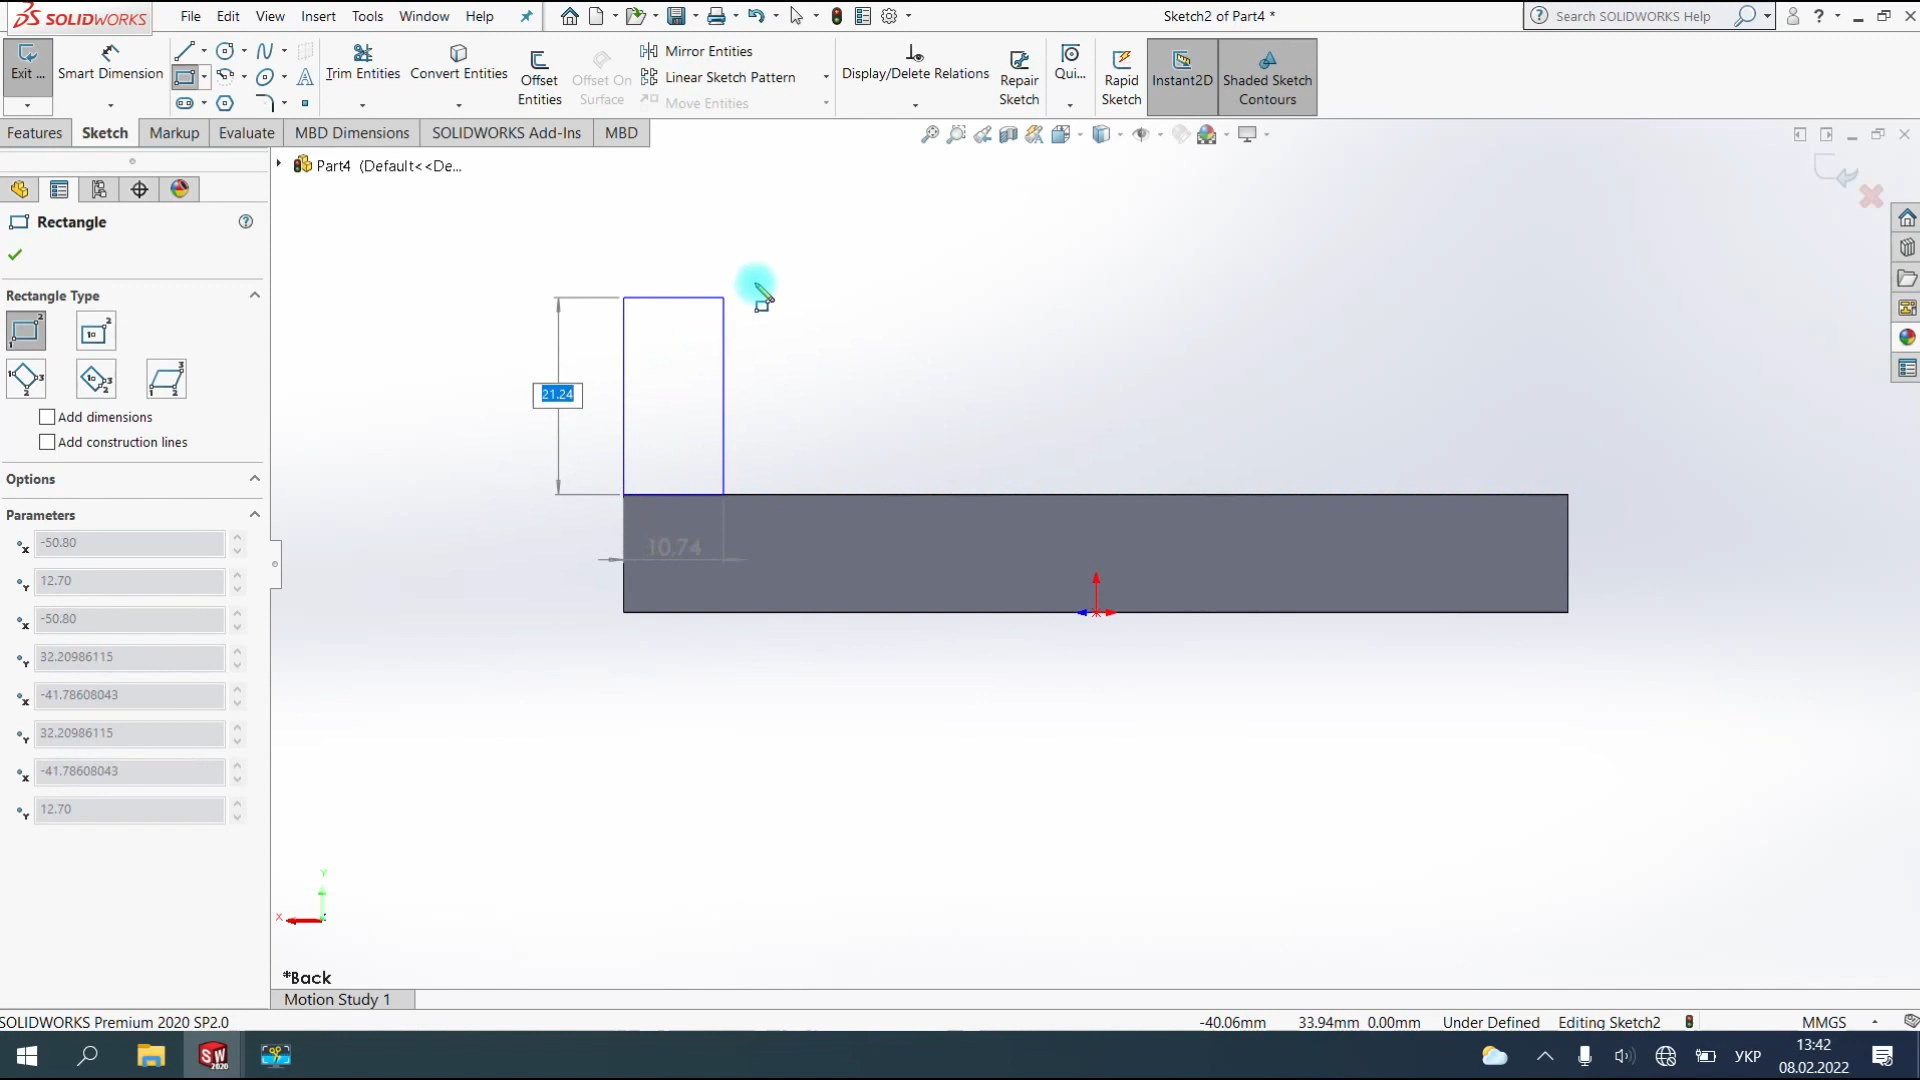 SOLIDWORKS File Edit View Insert Tools Window Help Sketch2 of Part4 * Search SOLIDWORKS Help
Exit ... Smart Dimension Trim Entities Convert Entities Offset Entities Offset On Surface Mirror Entities Display/Delete Relations Repair Sketch Qui... Rapid Sketch Instant2D Shaded Sketch Contours
Linear Sketch Pattern
Move Entities
Features Sketch Markup Evaluate MBD Dimensions SOLIDWORKS Add-Ins MBD
Part4 (Default<<De...
Rectangle
Rectangle Type
Add dimensions
Add construction lines
Options
Parameters
-50.80
12.70
-50.80
32.20986115
-41.78608043
32.20986115
-41.78608043
12.70
21.24
10,74
Y
X
*Back
Motion Study 1
SOLIDWORKS Premium 2020 SP2.0 -40.06mm 33.94mm 0.00mm Under Defined Editing Sketch2 MMGS
SW 2020 УКР 13:42
08.02.2022